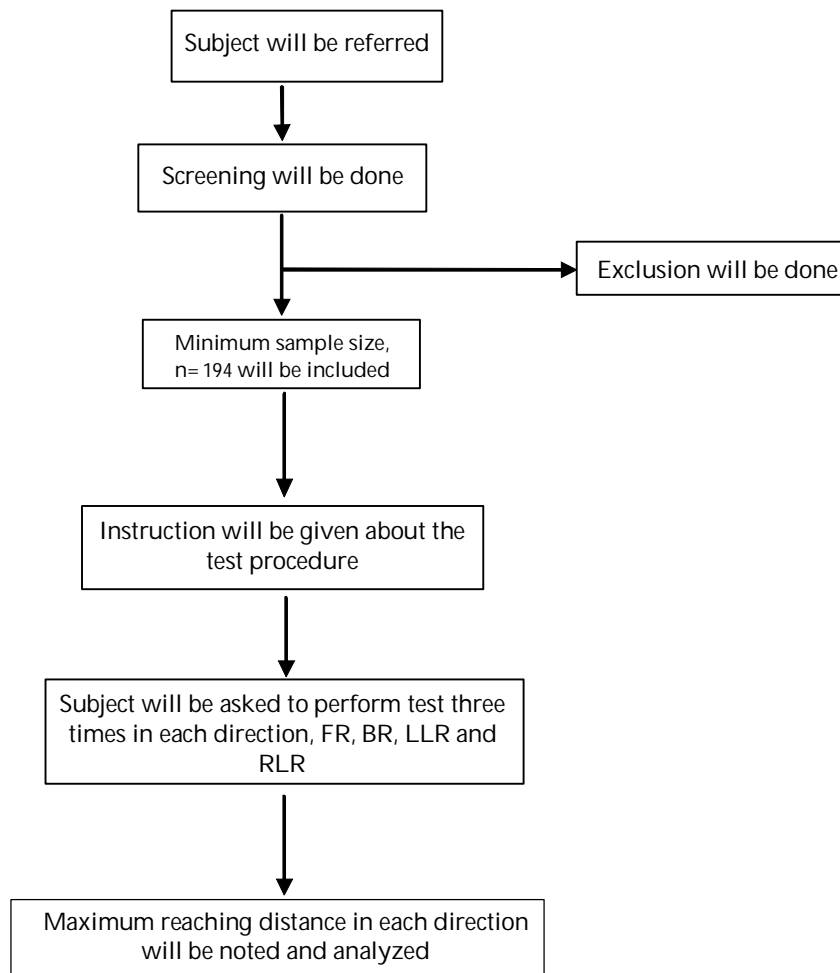 Subject will be referred
Screening will be done
Exclusion will be done
Minimum sample size,
n= 194 will be included
Instruction will be given about the
test procedure
Subject will be asked to perform test three
times in each direction, FR, BR, LLR and
RLR
Maximum reaching distance in each direction
will be noted and analyzed